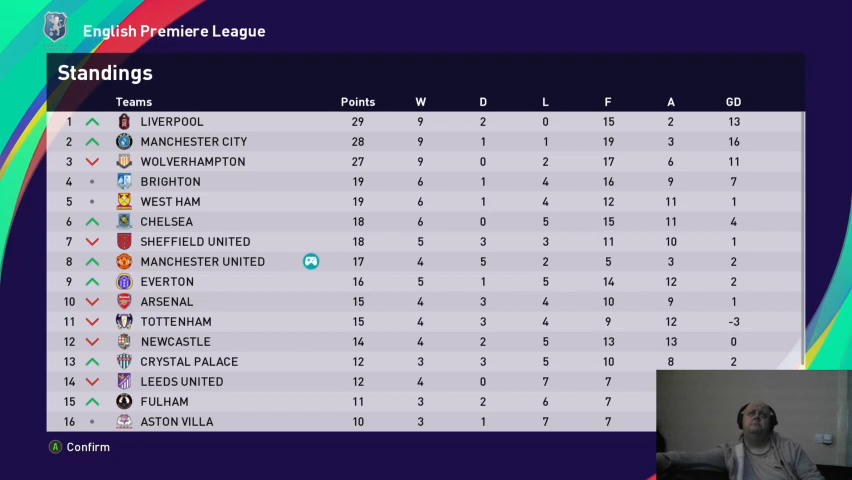 English Premiere League
Standings
Teams Points W D L F A GD
1 LIVERPOOL 29 9 2 0 15 2 13
2 MANCHESTER CITY 28 9 1 1 19 3 16
3 WOLVERHAMPTON 27 9 0 2 17 6 11
4 BRIGHTON 19 6 1 4 16 9 7
5 WEST HAM 19 6 1 4 12 11 1
6 CHELSEA 18 6 0 5 15 11 4
7 SHEFFIELD UNITED 18 5 3 3 11 10 1
8 MANCHESTER UNITED 17 4 5 2 5 3 2
9 EVERTON 16 5 1 5 14 12 2
10 ARSENAL 15 4 3 4 10 9 1
11 TOTTENHAM 15 4 3 4 9 12 -3
12 NEWCASTLE 14 4 2 5 13 13 0
13 CRYSTAL PALACE 12 3 3 5 10 8 2
14 LEEDS UNITED 12 4 0 7 7
15 FULHAM 11 3 2 6 7
16 ASTON VILLA 10 3 1 7 7
A Confirm